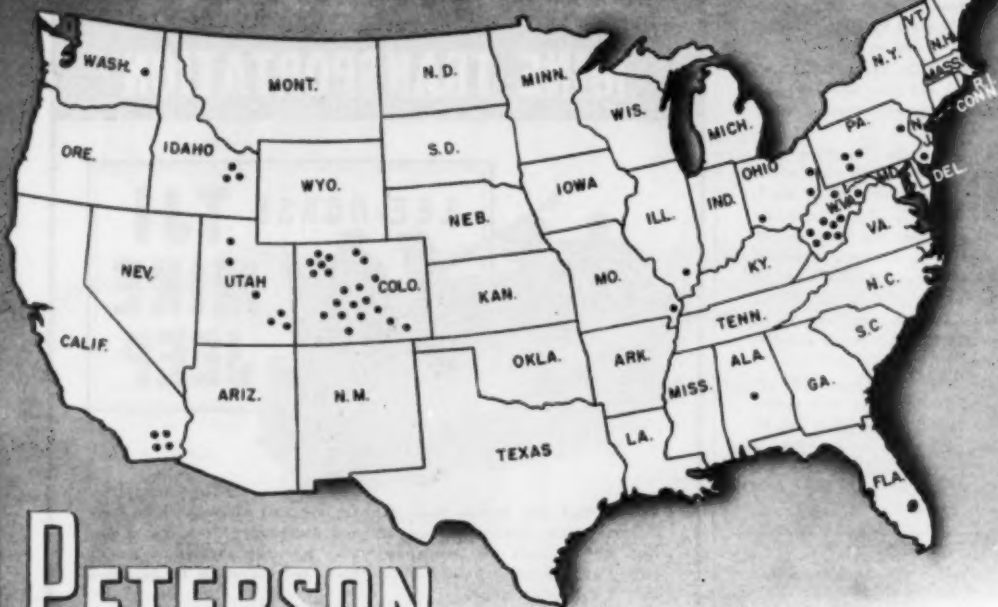 WASH.
MONT.
N.D.
MINN.
ORE.
IDAHO
WYO.
S.D.
WIS.
MICH.
N.Y.
VT.
N.H.
MASS.
R.I.
CONN.
NEB.
IOWA
ILL.
IND.
OHIO
PA.
N.J.
MD.
DEL.
NEV.
UTAH
COLO.
KAN.
MO.
KY.
W.VA.
VA.
CALIF.
ARIZ.
N.M.
OKLA.
ARK.
TENN.
N.C.
S.C.
TEXAS
LA.
MISS.
ALA.
GA.
FLA.
PETERSON